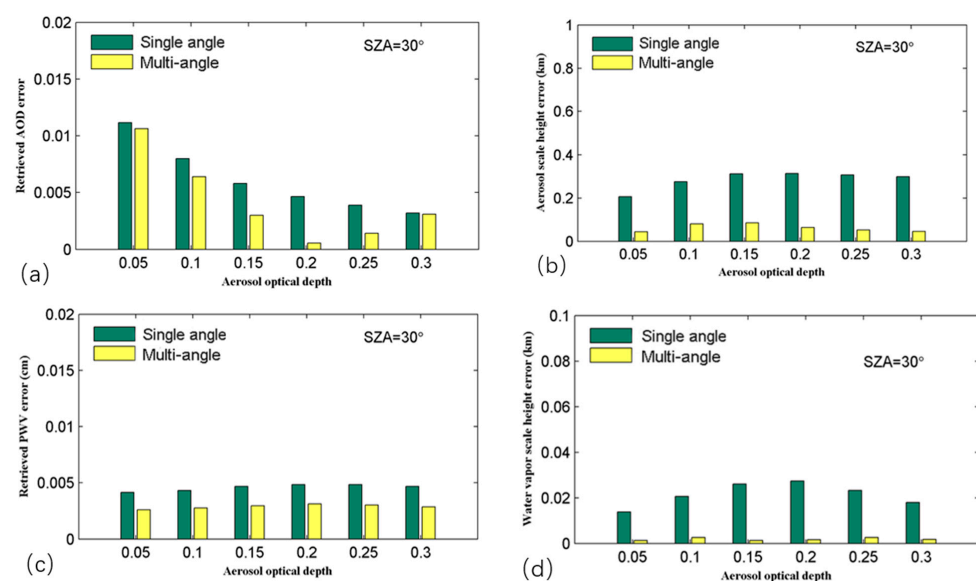 0.02
0.015
0.01
0.005
0
Retrieved AOD error
Single angle
Multi-angle
SZA=30°
0.05 0.1 0.15 0.2 0.25 0.3
Aerosol optical depth
(a)
1
0.8
0.6
0.4
0.2
0
Aerosol scale height error (km)
Single angle
Multi-angle
SZA=30°
0.05 0.1 0.15 0.2 0.25 0.3
Aerosol optical depth
(b)
0.02
0.015
0.01
0.005
0
Retrieved PWV error (cm)
Single angle
Multi-angle
SZA=30°
0.05 0.1 0.15 0.2 0.25 0.3
Aerosol optical depth
(c)
0.1
0.08
0.06
0.04
0.02
0
Water vapor scale height error (km)
Single angle
Multi-angle
SZA=30°
0.05 0.1 0.15 0.2 0.25 0.3
Aerosol optical depth
(d)